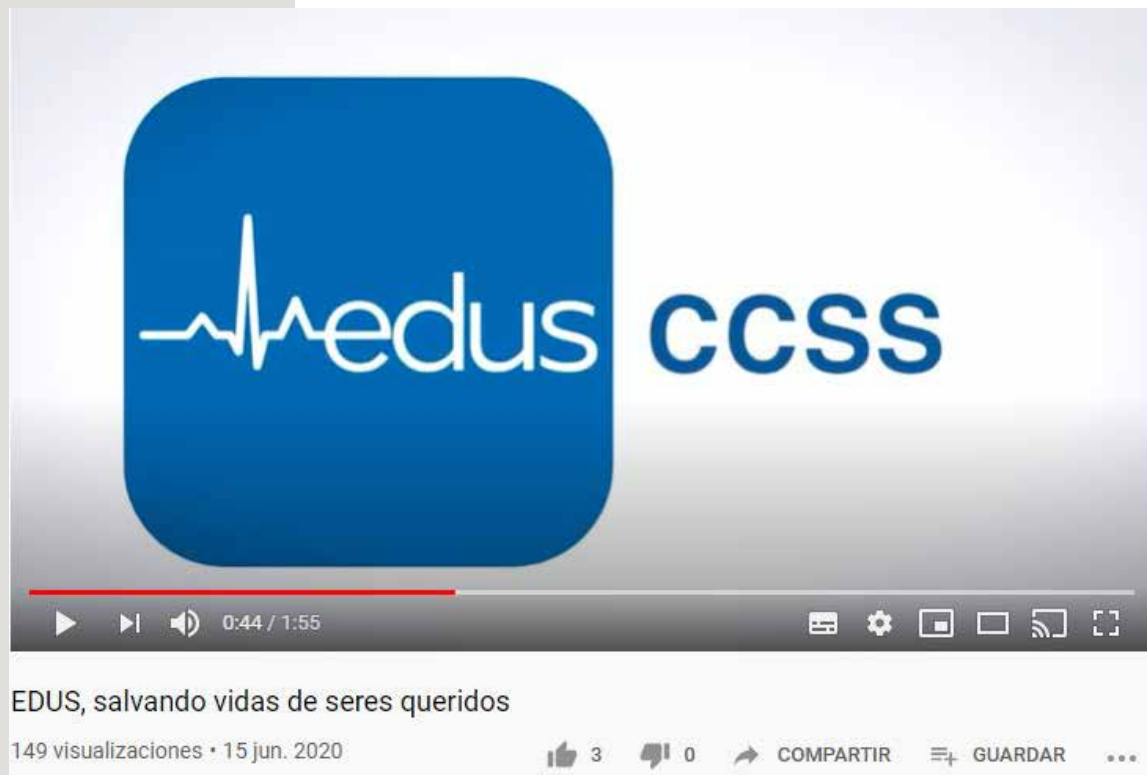 edus CCSS
0:44 / 1:55
EDUS, salvando vidas de seres queridos
149 visualizaciones • 15 jun. 2020 3 0 COMPARTIR GUARDAR